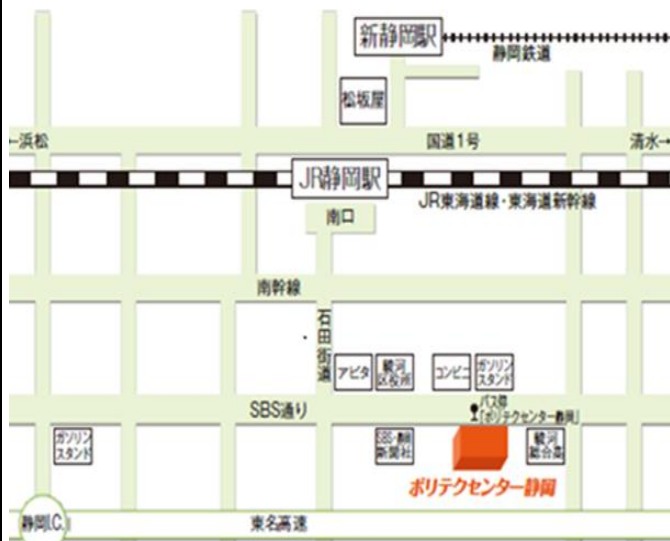 新静岡駅
静岡鉄道
松坂屋
←浜松
国道1号
清水→
JR静岡駅
JR東海道線・東海道新幹線
南口
南幹線
石田街道
アピタ
駿河
区役所
コンビニ
ガソリン
スタンド
バス停
「ポリテクセンター静岡」
SBS通り
ガソリン
スタンド
SBS・静岡
新聞社
駿河
総合高
ポリテクセンター静岡
静岡I.C.
東名高速